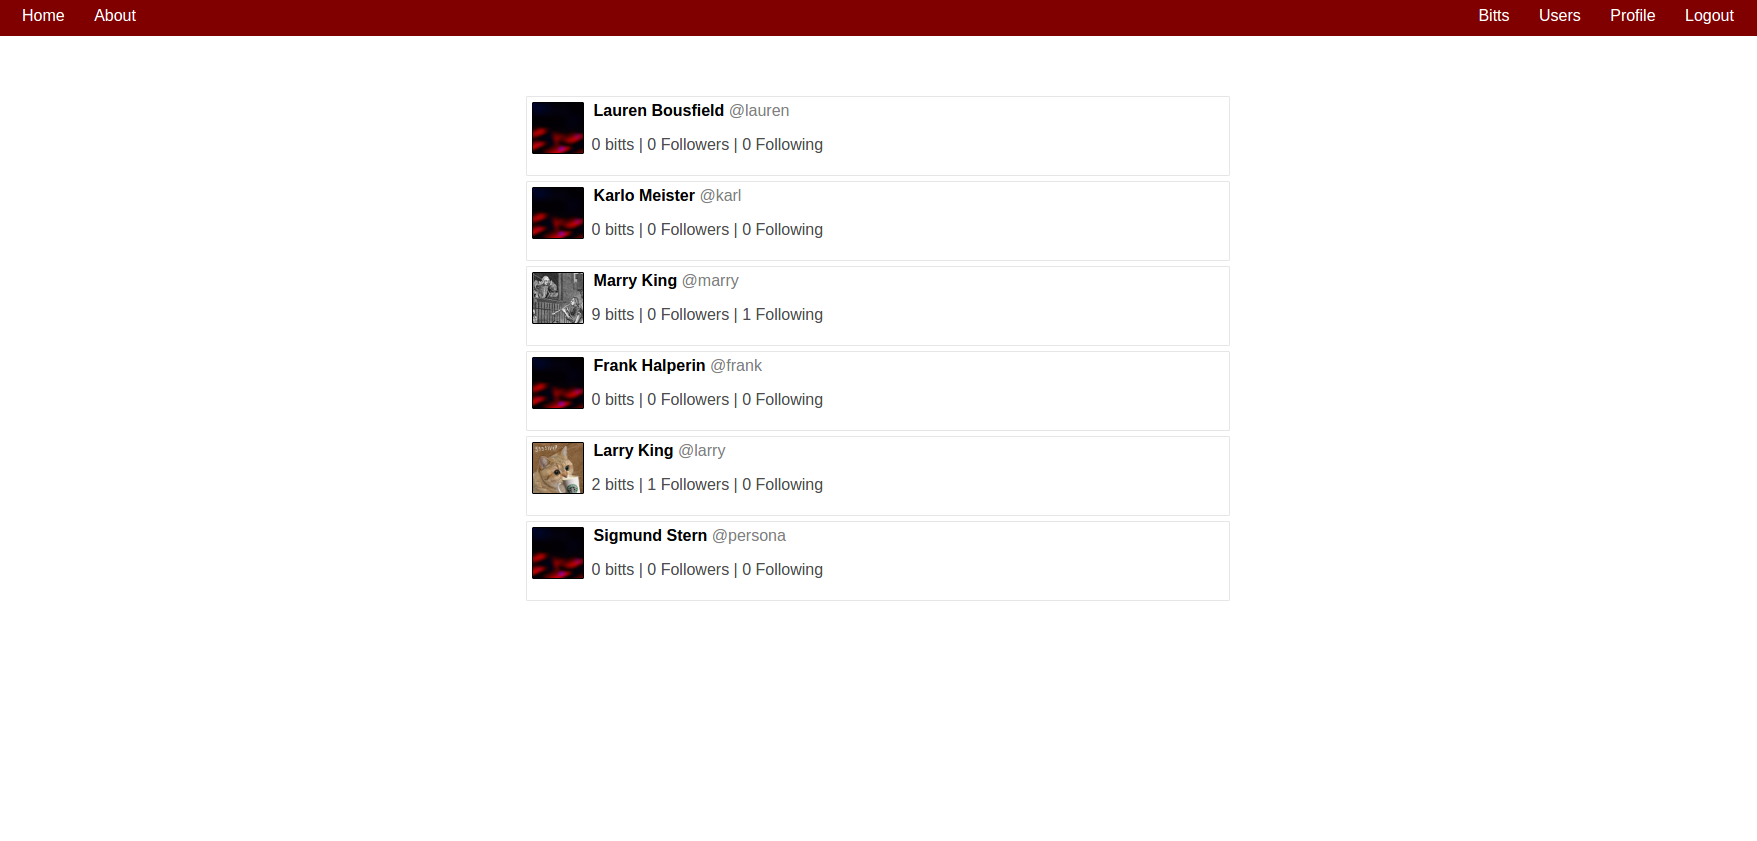 Home About Bitts Users Profile Logout
Lauren Bousfield @lauren
0 bitts | 0 Followers | 0 Following
Karlo Meister @karl
0 bitts | 0 Followers | 0 Following
Marry King @marry
9 bitts | 0 Followers | 1 Following
Frank Halperin @frank
0 bitts | 0 Followers | 0 Following
Larry King @larry
2 bitts | 1 Followers | 0 Following
Sigmund Stern @persona
0 bitts | 0 Followers | 0 Following